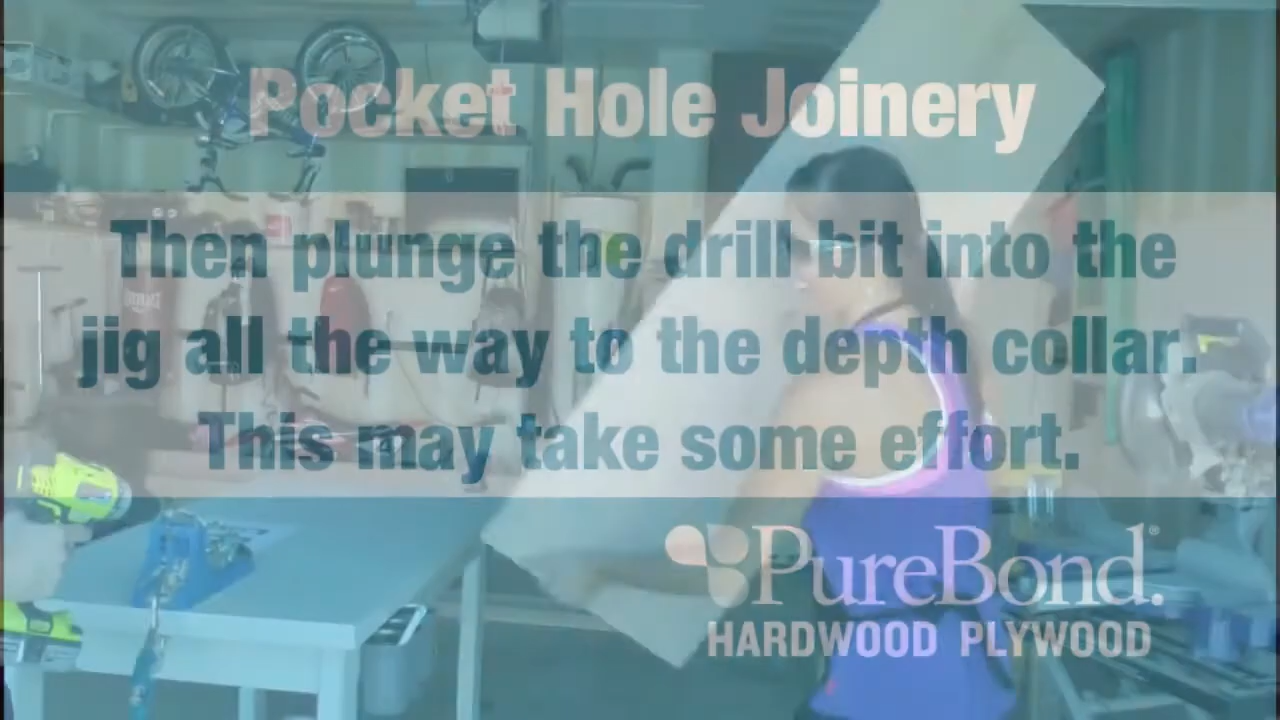 Pocket Hole Joinery
Then plunge the drill bit into the
jig all the way to the depth collar.
This may take some effort.
PureBond®
HARDWOOD PLYWOOD